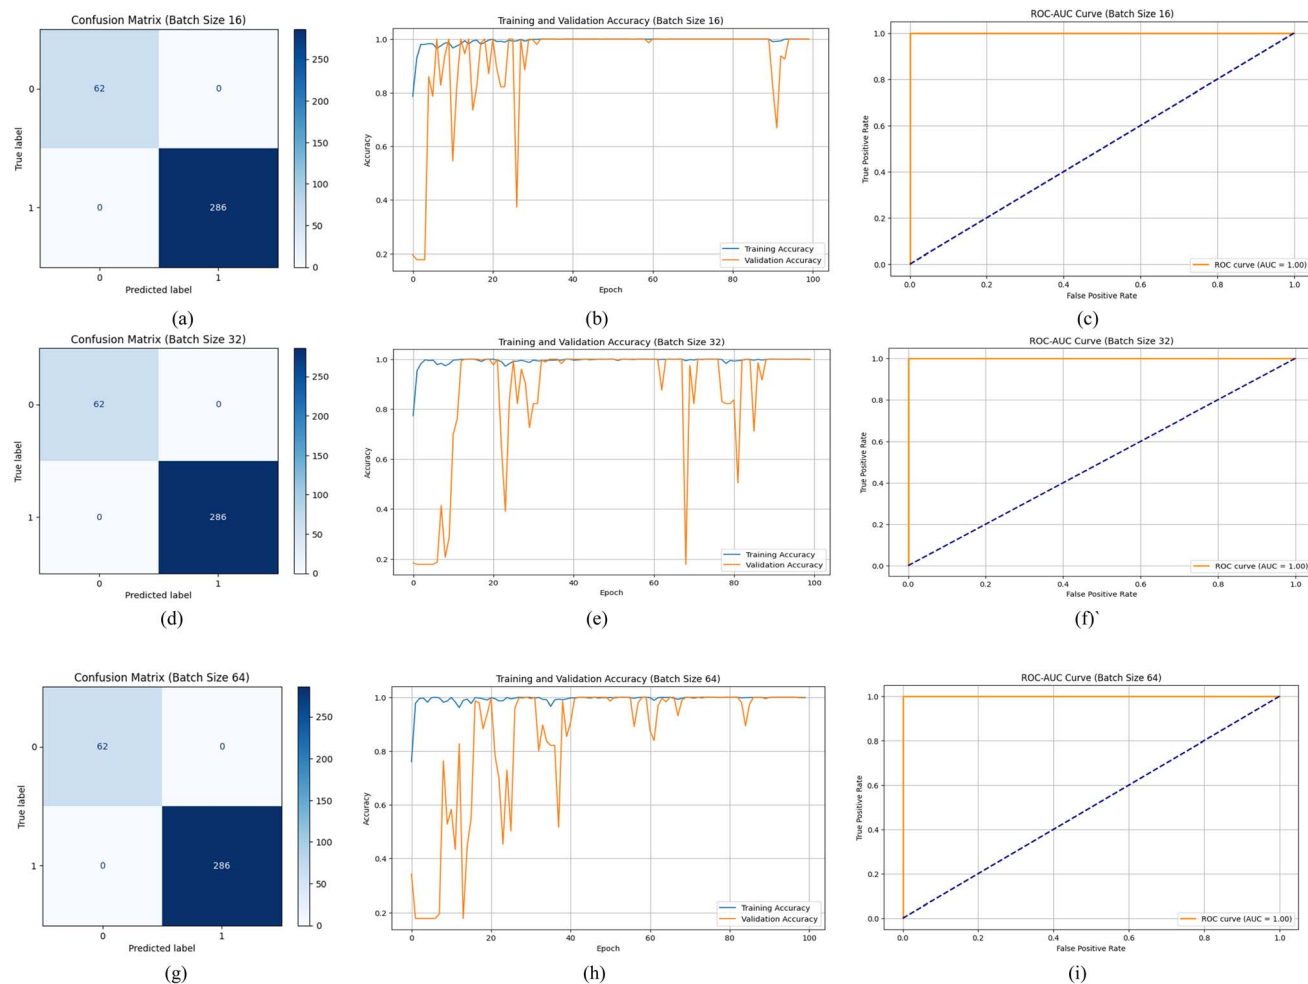 Confusion Matrix (Batch Size 16)
0
62
0
1
0
286
True label
0
1
Predicted label
250
200
150
100
50
0
(a)
Training and Validation Accuracy (Batch Size 16)
1.0
0.8
0.6
0.4
0.2
Accuracy
0
20
40
60
80
100
Epoch
Training Accuracy
Validation Accuracy
(b)
ROC-AUC Curve (Batch Size 16)
1.0
0.8
0.6
0.4
0.2
0.0
True Positive Rate
0.0
0.2
0.4
0.6
0.8
1.0
False Positive Rate
ROC curve (AUC = 1.00)
(c)
Confusion Matrix (Batch Size 32)
0
62
0
1
0
286
True label
0
1
Predicted label
250
200
150
100
50
0
(d)
Training and Validation Accuracy (Batch Size 32)
1.0
0.8
0.6
0.4
0.2
Accuracy
0
20
40
60
80
100
Epoch
Training Accuracy
Validation Accuracy
(e)
ROC-AUC Curve (Batch Size 32)
1.0
0.8
0.6
0.4
0.2
0.0
True Positive Rate
0.0
0.2
0.4
0.6
0.8
1.0
False Positive Rate
ROC curve (AUC = 1.00)
(f)`
Confusion Matrix (Batch Size 64)
0
62
0
1
0
286
True label
0
1
Predicted label
250
200
150
100
50
0
(g)
Training and Validation Accuracy (Batch Size 64)
1.0
0.8
0.6
0.4
0.2
Accuracy
0
20
40
60
80
100
Epoch
Training Accuracy
Validation Accuracy
(h)
ROC-AUC Curve (Batch Size 64)
1.0
0.8
0.6
0.4
0.2
0.0
True Positive Rate
0.0
0.2
0.4
0.6
0.8
1.0
False Positive Rate
ROC curve (AUC = 1.00)
(i)